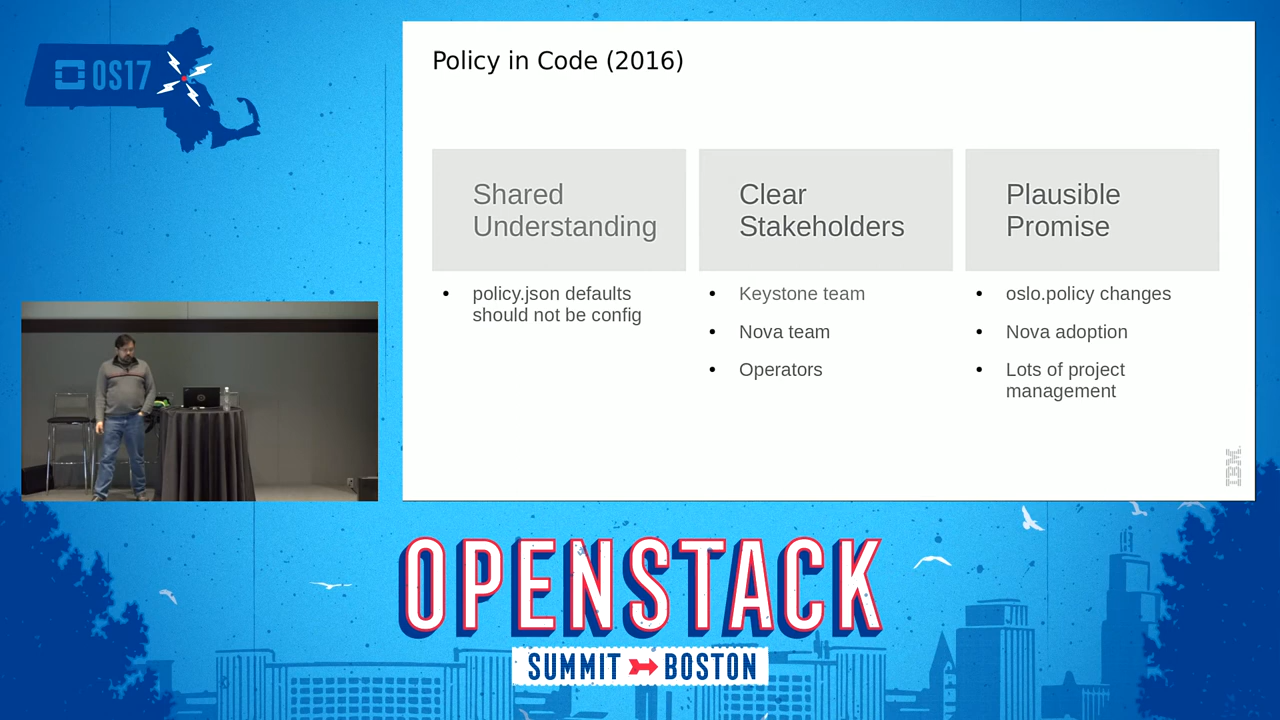 OS17
Policy in Code (2016)
Shared
Understanding
policy.json defaults
should not be config
Clear
Stakeholders
Keystone team
Nova team
Operators
Plausible
Promise
oslo.policy changes
Nova adoption
Lots of project
management
IBM
OPENSTACK
SUMMIT BOSTON